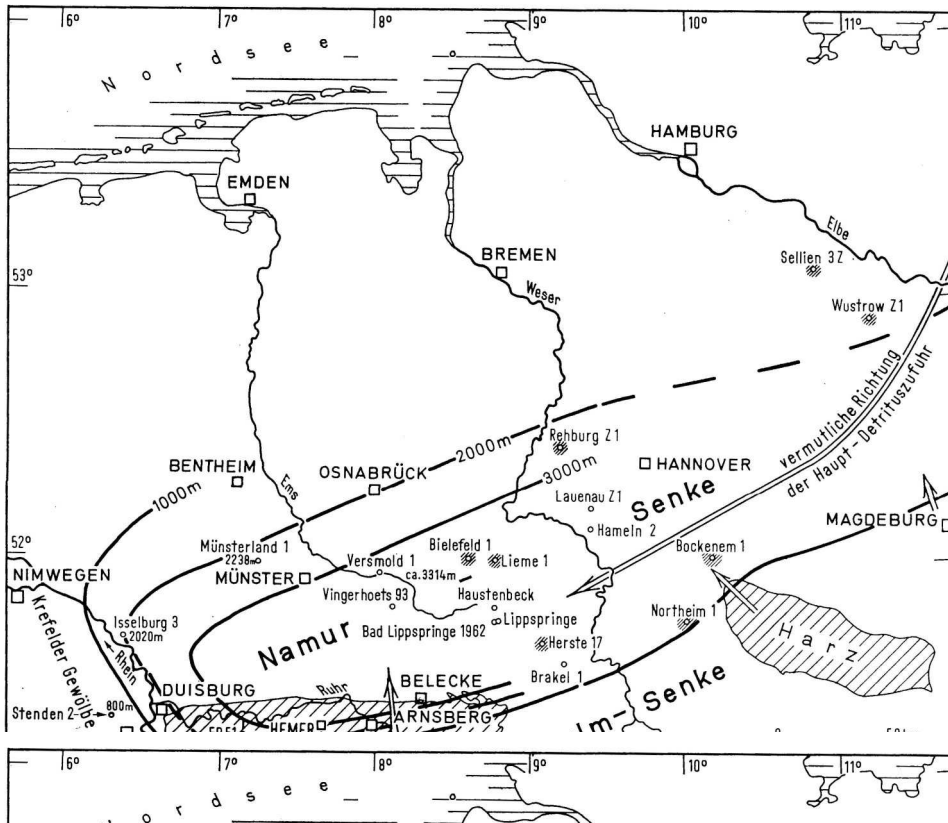 6° 7° 8° 9° 10° 11°
Nordsee
HAMBURG
EMDEN
Elbe
BREMEN
Sellien 3Z
53°
Weser
Wustrow Z1
vermutliche Richtung
der Haupt-Detrituszufuhr
2000m
Rehburg Z1
3000m
HANNOVER
BENTHEIM
OSNABRÜCK
1000m
Ems
Lauenau Z1
Senke
Hameln 2
MAGDEBURG
52°
Münsterland 1
2238m
Versmold 1
Bielefeld 1
Lieme 1
Bockenem 1
NIMWEGEN
MÜNSTER
ca.3314m
Vingerhoets 93
Haustenbeck
Isselburg 3
2020m
Lippspringe
Northeim 1
Krefelder Gewölbe
Namur
Bad Lippspringe 1962
Herste 17
Harz
Rhein
Brakel 1
DUISBURG
Ruhr
BELECKE
Stenden 2
800m
HEMER
ARNSBERG
lm-Senke
6° 7° 8° 9° 10° 11°
ordsee